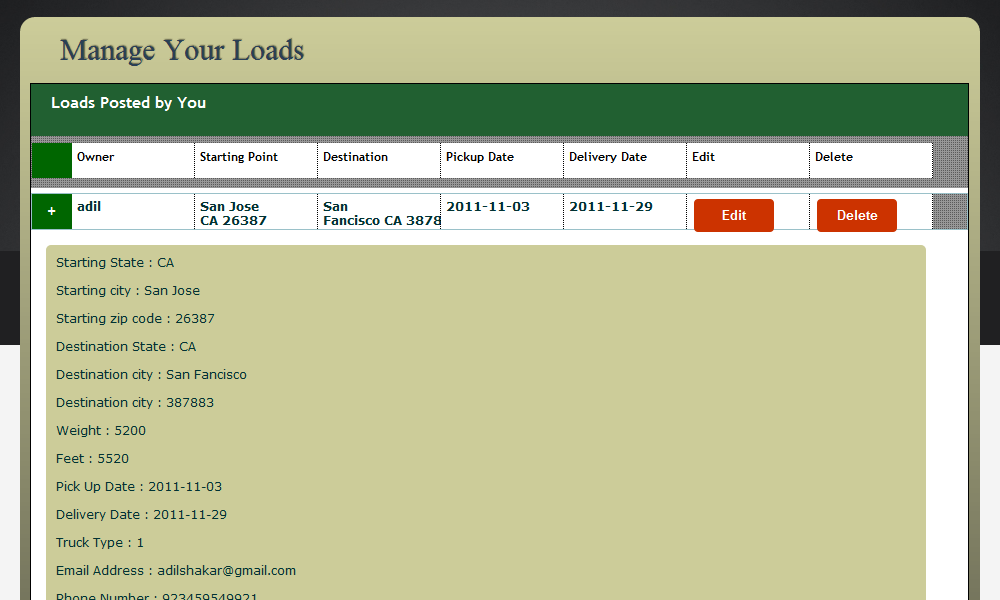 Manage Your Loads
Loads Posted by You
Owner Starting Point Destination Pickup Date Delivery Date Edit Delete
+ adil San Jose San 2011-11-03 2011-11-29 Edit Delete
CA 26387 Fancisco CA 3878
Starting State : CA
Starting city : San Jose
Starting zip code : 26387
Destination State : CA
Destination city : San Fancisco
Destination city : 387883
Weight : 5200
Feet : 5520
Pick Up Date : 2011-11-03
Delivery Date : 2011-11-29
Truck Type : 1
Email Address : adilshakar@gmail.com
Phone Number : 923459549921